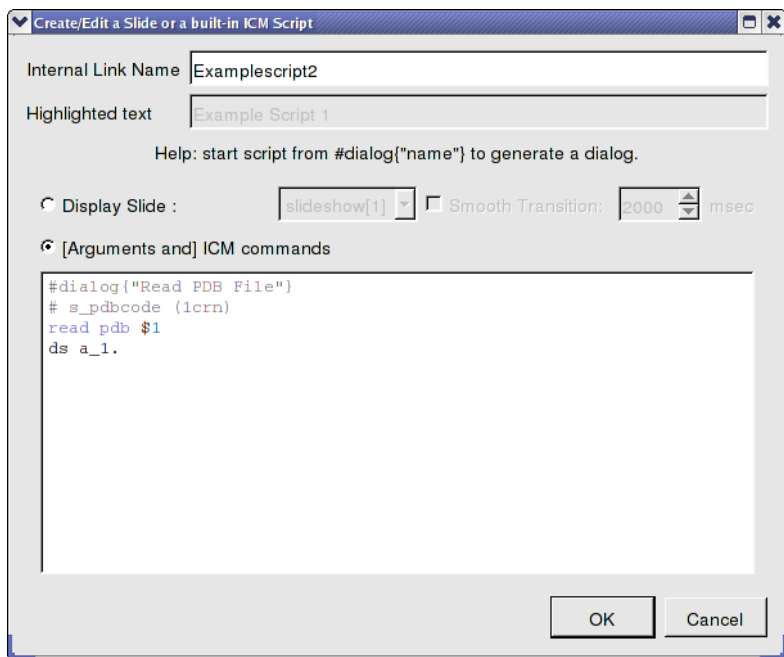 Create/Edit a Slide or a built-in ICM Script
Internal Link Name Examplescript2
Highlighted text Example Script 1
Help: start script from #dialog{"name"} to generate a dialog.
Display Slide : slideshow[1] Smooth Transition: 2000 msec
[Arguments and] ICM commands
#dialog{"Read PDB File"}
# s_pdbcode (1crn)
read pdb $1
ds a_1.
OK Cancel